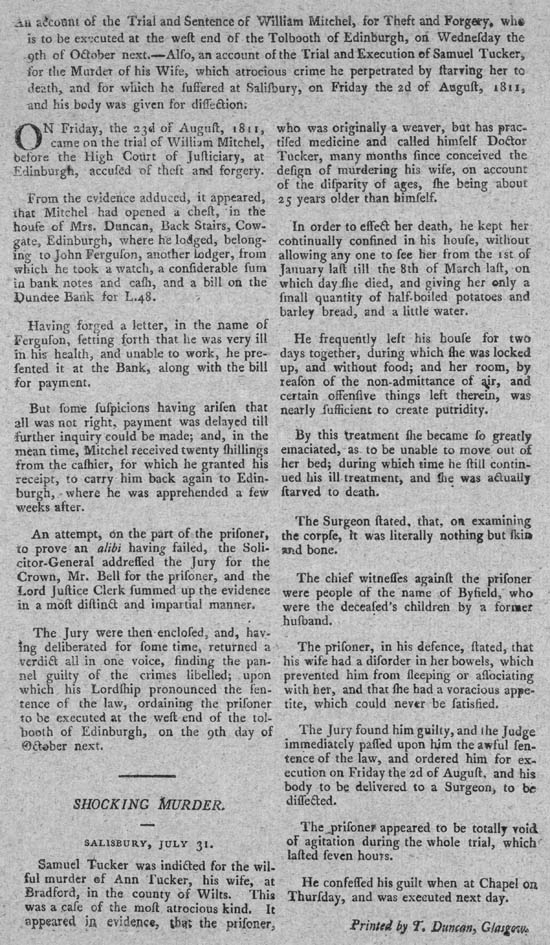 An account of the Trial and Sentence of William Mitchel, for Theft and Forgery, who
is to be executed at the weſt end of the Tolbooth of Edinburgh, on Wedneſday the
9th of October next.—Alſo, an account of the Trial and Execution of Samuel Tucker,
for the Murder of his Wife, which atrocious crime he perpetrated by ſtarving her to
death, and for which he ſuffered at Saliſbury, on Friday the 2d of Auguſt, 1811,
and his body was given for diſſection.
ON Friday, the 23d of Auguſt, 1811,
came on the trial of William Mitchel,
before the High Court of Juſticiary, at
Edinburgh, accuſed of theft and forgery.
From the evidence adduced, it appeared,
that Mitchel had opened a cheſt, in the
houſe of Mrs. Duncan, Back Stairs, Cow-
gate, Edinburgh, where he lodged, belong-
ing to John Ferguſon, another lodger, from
which he took a watch, a conſiderable ſum
in bank notes and caſh, and a bill on the
Dundee Bank for L.48.
Having forged a letter, in the name of
Ferguſon, ſetting forth that he was very ill
in his health, and unable to work, he pre-
ſented it at the Bank, along with the bill
for payment.
But ſome ſuſpicions having ariſen that
all was not right, payment was delayed till
further inquiry could be made; and, in the
mean time, Mitchel received twenty ſhillings
from the caſhier, for which he granted his
receipt, to carry him back again to Edin-
burgh, where he was apprehended a few
weeks after.
An attempt, on the part of the priſoner,
to prove an alibi having failed, the Soli-
citor-General addreſſed the Jury for the
Crown, Mr. Bell for the priſoner, and the
Lord Juſtice Clerk ſummed up the evidence
in a moſt diſtinct and impartial manner.
The Jury were then encloſed, and, hav-
ing deliberated for ſome time, returned a
verdict all in one voice, finding the pan-
nel guilty of the crimes libelled; upon
which his Lordſhip pronounced the ſen-
tence of the law, ordaining the priſoner
to be executed at the weſt end of the tol-
booth of Edinburgh, on the 9th day of
October next.
SHOCKING MURDER.
SALISBURY, JULY 31.
Samuel Tucker was indicted for the wil-
ful murder of Ann Tucker, his wife, at
Bradford, in the county of Wilts. This
was a caſe of the moſt atrocious kind. It
appeared in evidence, that the priſoner,
who was originally a weaver, but has prac-
tiſed medicine and called himſelf Doctor
Tucker, many months ſince conceived the
deſign of murdering his wife, on account
of the diſparity of ages, ſhe being about
25 years older than himſelf.
In order to effect her death, he kept her
continually confined in his houſe, without
allowing any one to ſee her from the 1st of
January laſt till the 8th of March laſt, on
which day ſhe died, and giving her only a
ſmall quantity of half-boiled potatoes and
barley bread, and a little water.
He frequently left his houſe for two
days together, during which ſhe was locked
up, and without food; and her room, by
reaſon of the non-admittance of air, and
certain offenſive things left therein, was
nearly ſufficient to create putridity.
By this treatment ſhe became ſo greatly
emaciated, as to be unable to move out of
her bed; during which time he ſtill contin-
ued his ill treatment, and ſhe was actually
ſtarved to death.
The Surgeon ſtated, that, on examining
the corpſe, it was literally nothing but ſkin
and bone.
The chief witneſſes againſt the priſoner
were people of the name of Byfield, who
were the deceaſed's children by a former
huſband.
The priſoner, in his defence, ſtated, that
his wife had a diſorder in her bowels, which
prevented him from ſleeping or aſſociating
with her, and that ſhe had a voracious appe-
tite, which could never be ſatisfied.
The Jury found him guilty, and the Judge
immediately paſſed upon him the awful ſen-
tence of the law, and ordered him for ex-
ecution on Friday the 2d of Auguſt, and his
body to be delivered to a Surgeon, to be
diſſected.
The priſoner appeared to be totally void
of agitation during the whole trial, which
laſted ſeven hours.
He confeſſed his guilt when at Chapel on
Thurſday, and was executed next day.
Printed by T. Duncan, Glasgow.